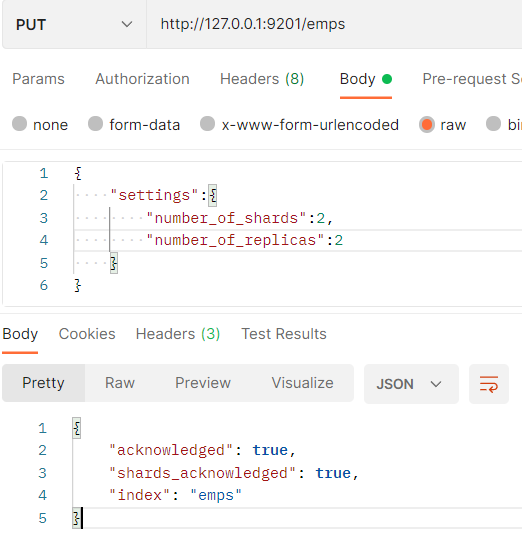 PUT http://127.0.0.1:9201/emps
Params Authorization Headers (8) Body Pre-request S
none form-data x-www-form-urlencoded raw bi
1 {
2 "settings":{
3 "number_of_shards":2,
4 "number_of_replicas":2
5 }
6 }
Body Cookies Headers (3) Test Results
Pretty Raw Preview Visualize JSON
1 {
2 "acknowledged": true,
3 "shards_acknowledged": true,
4 "index": "emps"
5 }